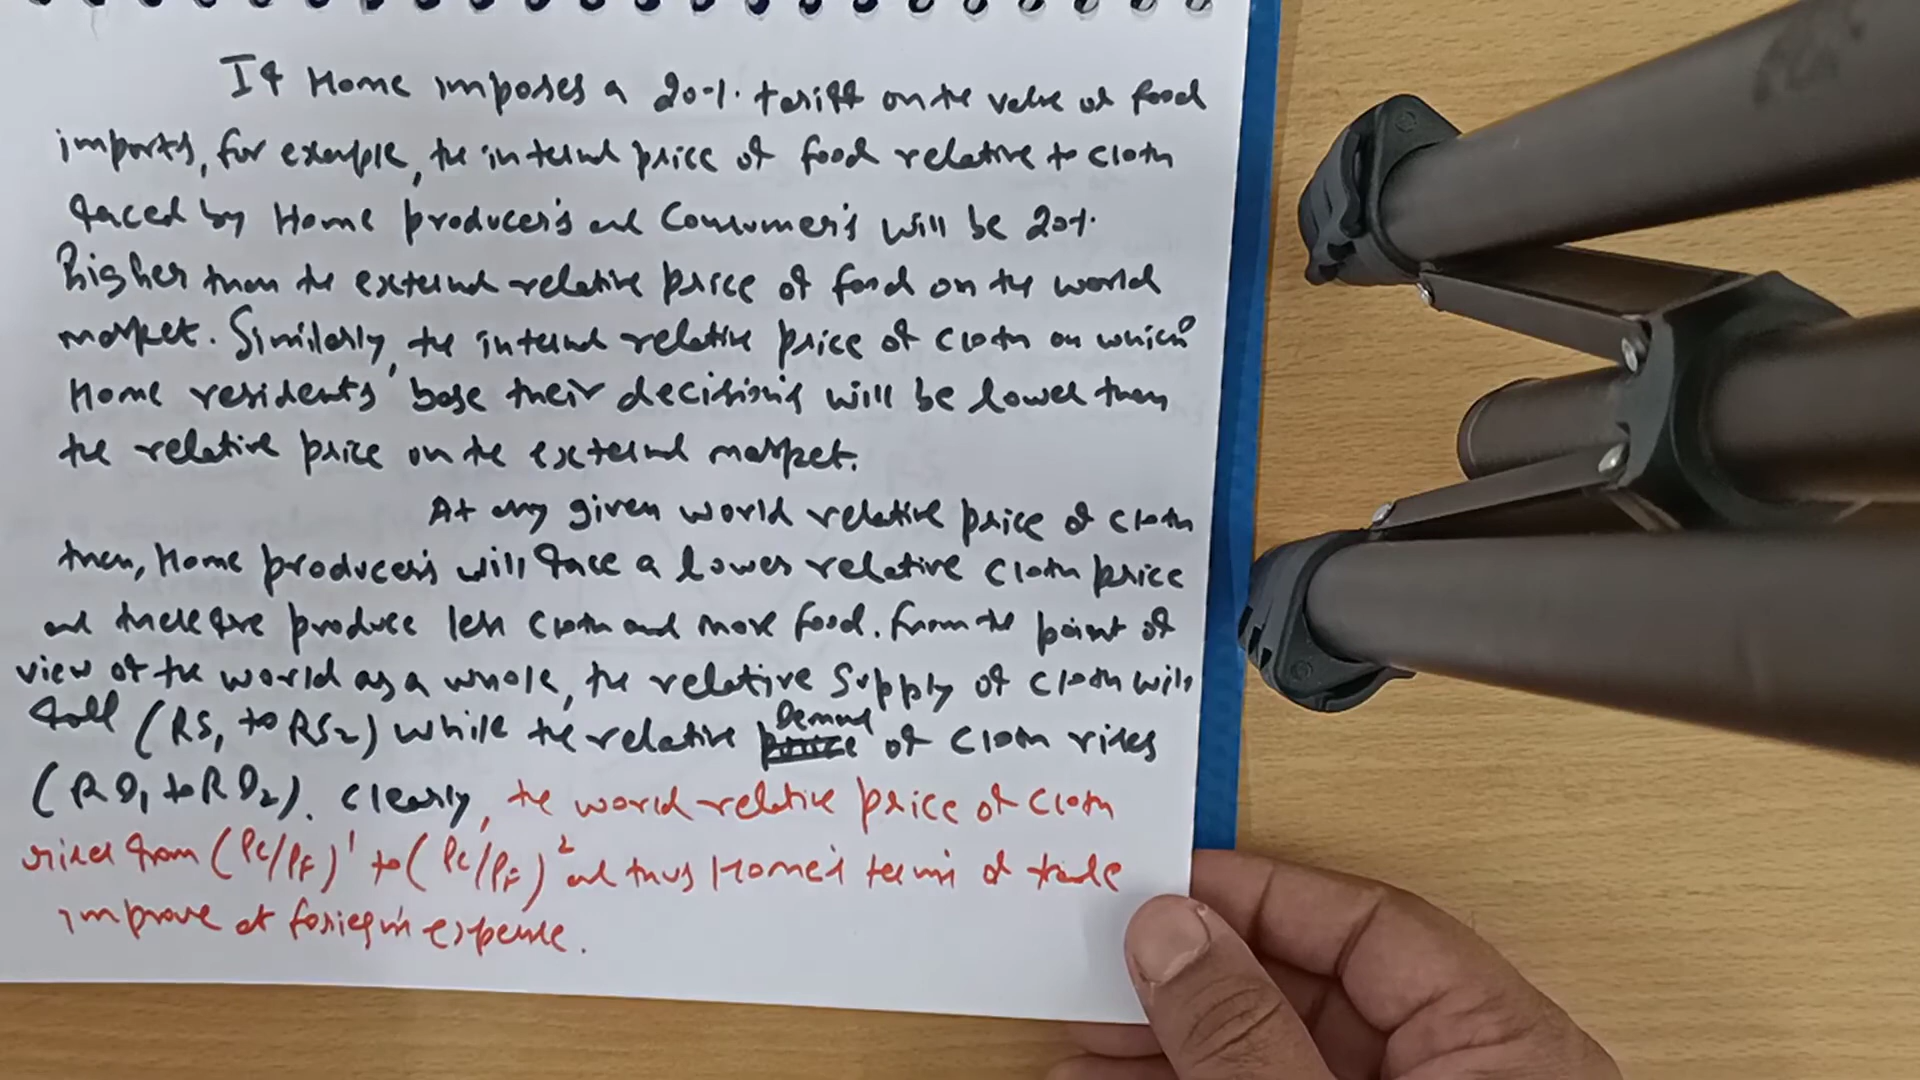 If Home imposes a 20%. tariff on the value of food
imports, for example, the internal price of food relative to cloth
faced by Home producer's and Consumer's will be 20%.
higher than the external relative price of food on the world
market. Similarly, the internal relative price of cloth on which
Home residents' base their decision's will be lower than
the relative price on the external market.
At any given world relative price of cloth
then, Home producer's will face a lower relative cloth price
and therefore produce less cloth and more food. From the point of
view of the world as a whole, the relative supply of cloth will
fall (RS1 to RS2) while the relative Demand of cloth rises
(RD1 to RD2). Clearly, the world relative price of cloth
rises from (PC/PF)¹ to (PC/PF)² and thus Home's terms of trade
improve at foriegn's expense.